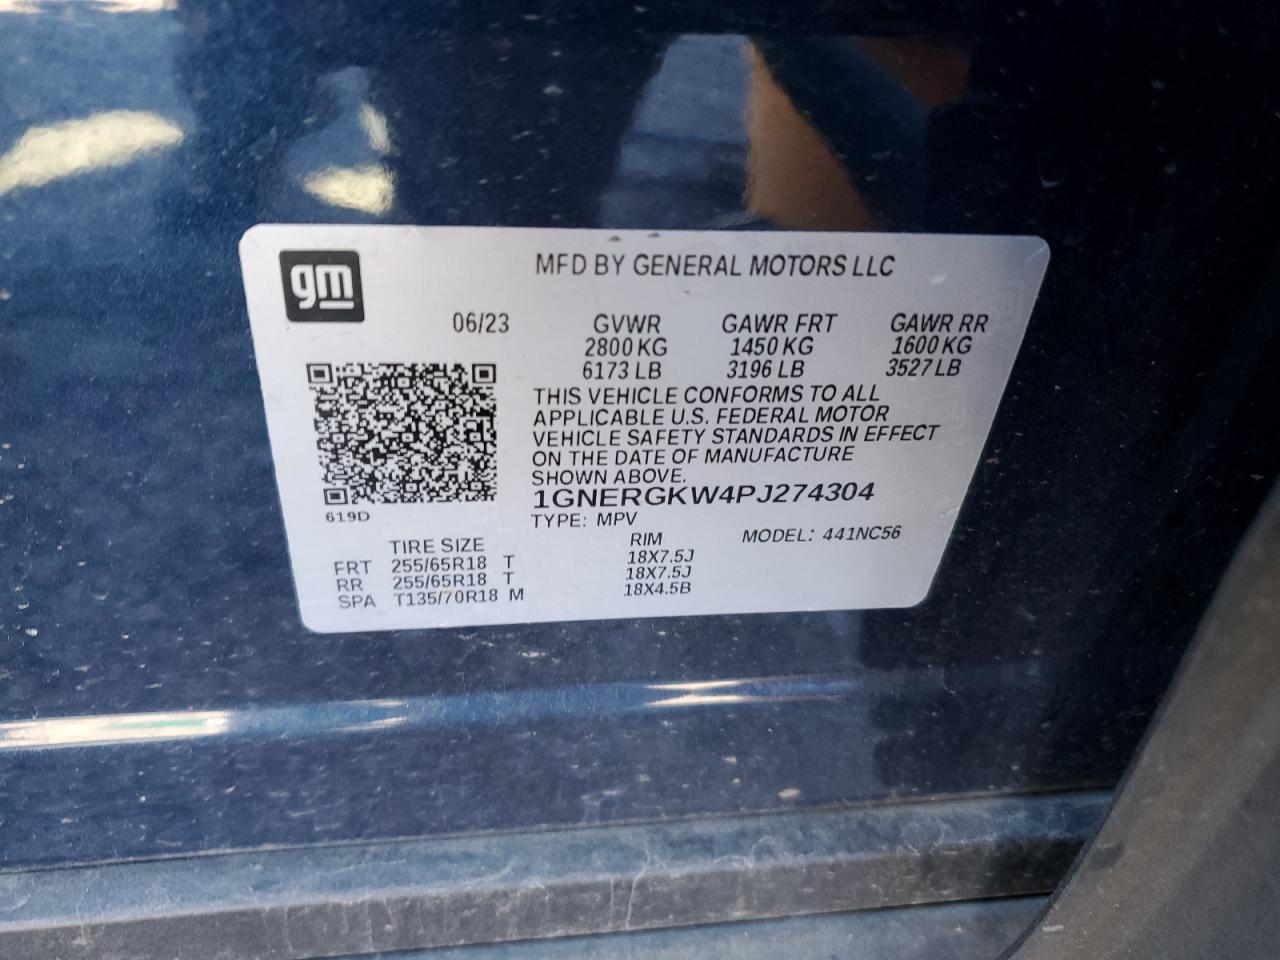 gm
MFD BY GENERAL MOTORS LLC
06/23 GVWR GAWR FRT GAWR RR
2800 KG 1450 KG 1600 KG
6173 LB 3196 LB 3527 LB
THIS VEHICLE CONFORMS TO ALL
APPLICABLE U.S. FEDERAL MOTOR
VEHICLE SAFETY STANDARDS IN EFFECT
ON THE DATE OF MANUFACTURE
SHOWN ABOVE.
1GNERGKW4PJ274304
619D
TYPE: MPV MODEL: 441NC56
TIRE SIZE RIM
FRT 255/65R18 T 18X7.5J
RR 255/65R18 T 18X7.5J
SPA T135/70R18 M 18X4.5B